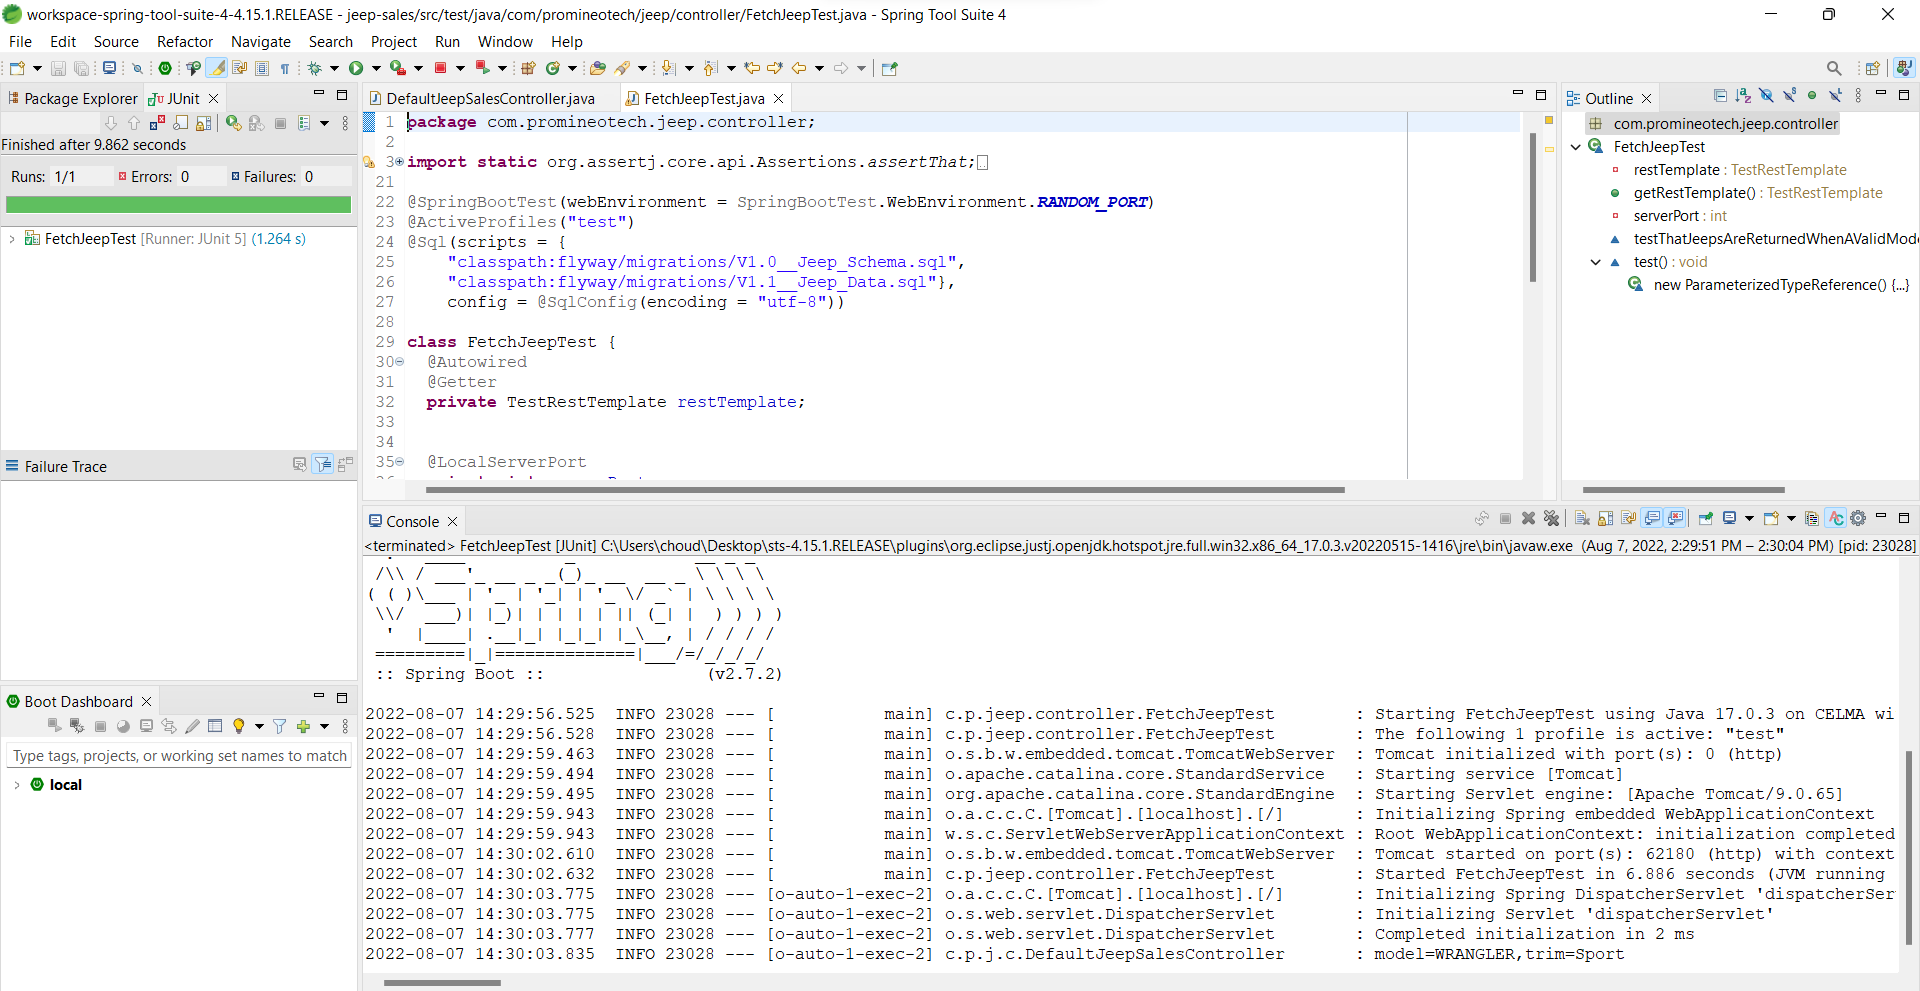 workspace-spring-tool-suite-4-4.15.1.RELEASE - jeep-sales/src/test/java/com/promineotech/jeep/controller/FetchJeepTest.java - Spring Tool Suite 4
File Edit Source Refactor Navigate Search Project Run Window Help
Package Explorer JUnit
Finished after 9.862 seconds
Runs: 1/1 Errors: 0 Failures: 0
FetchJeepTest [Runner: JUnit 5] (1.264 s)
Failure Trace
Boot Dashboard
Type tags, projects, or working set names to match
local
DefaultJeepSalesController.java FetchJeepTest.java
1 package com.promineotech.jeep.controller;
2
3 import static org.assertj.core.api.Assertions.assertThat;
21
22 @SpringBootTest(webEnvironment = SpringBootTest.WebEnvironment.RANDOM_PORT)
23 @ActiveProfiles("test")
24 @Sql(scripts = {
25 "classpath:flyway/migrations/V1.0__Jeep_Schema.sql",
26 "classpath:flyway/migrations/V1.1__Jeep_Data.sql"},
27 config = @SqlConfig(encoding = "utf-8"))
28
29 class FetchJeepTest {
30 @Autowired
31 @Getter
32 private TestRestTemplate restTemplate;
33
34
35 @LocalServerPort
Outline
com.promineotech.jeep.controller
FetchJeepTest
restTemplate : TestRestTemplate
getRestTemplate() : TestRestTemplate
serverPort : int
testThatJeepsAreReturnedWhenAValidMode
test() : void
new ParameterizedTypeReference() {...}
Console
<terminated> FetchJeepTest [JUnit] C:\Users\choud\Desktop\sts-4.15.1.RELEASE\plugins\org.eclipse.justj.openjdk.hotspot.jre.full.win32.x86_64_17.0.3.v20220515-1416\jre\bin\javaw.exe (Aug 7, 2022, 2:29:51 PM – 2:30:04 PM) [pid: 23028]
Spring
:: Spring Boot :: (v2.7.2)
2022-08-07 14:29:56.525 INFO 23028 --- [ main] c.p.jeep.controller.FetchJeepTest : Starting FetchJeepTest using Java 17.0.3 on CELMA wi
2022-08-07 14:29:56.528 INFO 23028 --- [ main] c.p.jeep.controller.FetchJeepTest : The following 1 profile is active: "test"
2022-08-07 14:29:59.463 INFO 23028 --- [ main] o.s.b.w.embedded.tomcat.TomcatWebServer : Tomcat initialized with port(s): 0 (http)
2022-08-07 14:29:59.494 INFO 23028 --- [ main] o.apache.catalina.core.StandardService : Starting service [Tomcat]
2022-08-07 14:29:59.495 INFO 23028 --- [ main] org.apache.catalina.core.StandardEngine : Starting Servlet engine: [Apache Tomcat/9.0.65]
2022-08-07 14:29:59.943 INFO 23028 --- [ main] o.a.c.c.C.[Tomcat].[localhost].[/] : Initializing Spring embedded WebApplicationContext
2022-08-07 14:29:59.943 INFO 23028 --- [ main] w.s.c.ServletWebServerApplicationContext : Root WebApplicationContext: initialization completed
2022-08-07 14:30:02.610 INFO 23028 --- [ main] o.s.b.w.embedded.tomcat.TomcatWebServer : Tomcat started on port(s): 62180 (http) with context
2022-08-07 14:30:02.632 INFO 23028 --- [ main] c.p.jeep.controller.FetchJeepTest : Started FetchJeepTest in 6.886 seconds (JVM running
2022-08-07 14:30:03.775 INFO 23028 --- [o-auto-1-exec-2] o.a.c.c.C.[Tomcat].[localhost].[/] : Initializing Spring DispatcherServlet 'dispatcherSer
2022-08-07 14:30:03.775 INFO 23028 --- [o-auto-1-exec-2] o.s.web.servlet.DispatcherServlet : Initializing Servlet 'dispatcherServlet'
2022-08-07 14:30:03.777 INFO 23028 --- [o-auto-1-exec-2] o.s.web.servlet.DispatcherServlet : Completed initialization in 2 ms
2022-08-07 14:30:03.835 INFO 23028 --- [o-auto-1-exec-2] c.p.j.c.DefaultJeepSalesController : model=WRANGLER,trim=Sport